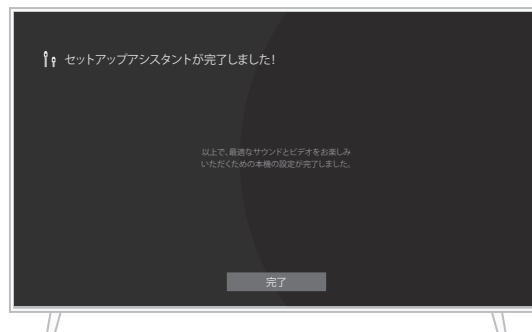 セットアップアシスタントが完了しました!
以上で、最適なサウンドとビデオをお楽しみ
いただくための本機の設定が完了しました。
完了